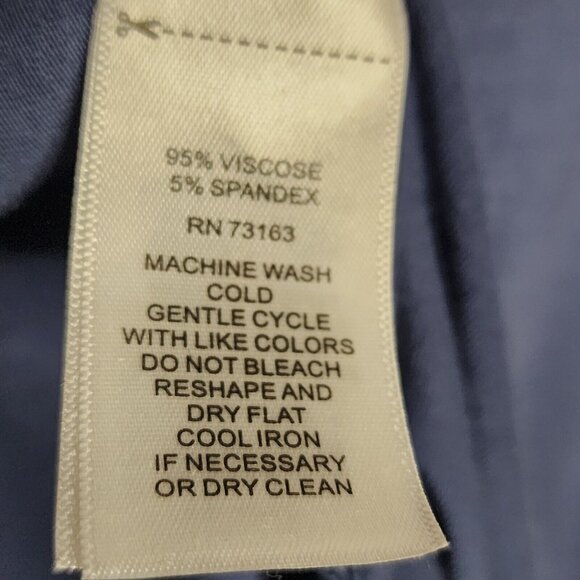 95% VISCOSE
5% SPANDEX
RN 73163
MACHINE WASH
COLD
GENTLE CYCLE
WITH LIKE COLORS
DO NOT BLEACH
RESHAPE AND
DRY FLAT
COOL IRON
IF NECESSARY
OR DRY CLEAN